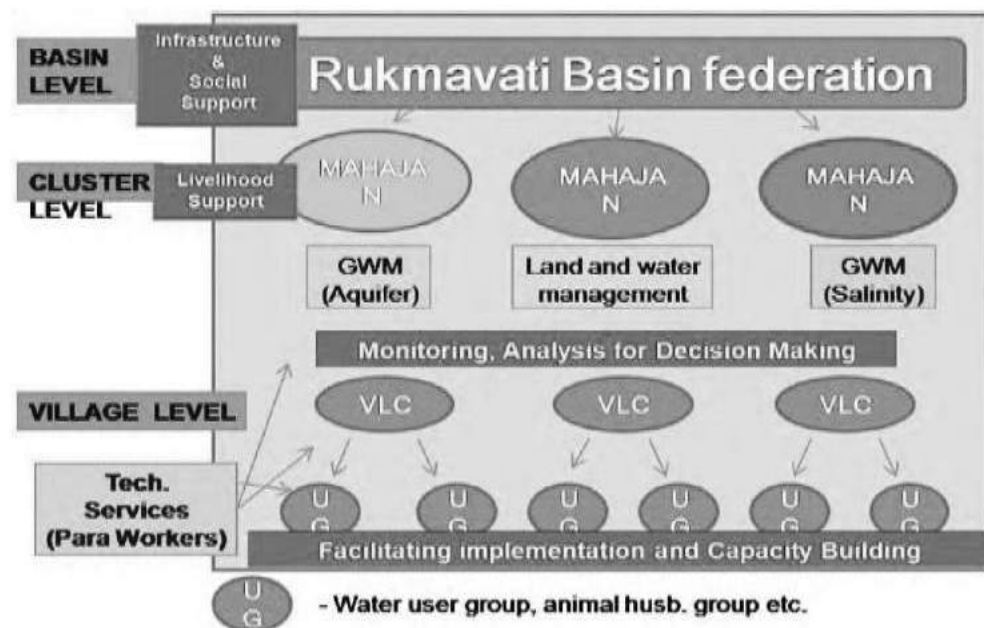 BASIN
LEVEL
Infrastructure
&
Social
Support
Rukmavati Basin federation
CLUSTER
LEVEL
Livelihood
Support
MAHAJA
N
MAHAJA
N
MAHAJA
N
GWM
(Aquifer)
Land and water
management
GWM
(Salinity)
Monitoring, Analysis for Decision Making
VILLAGE LEVEL
VLC
VLC
VLC
Tech.
Services
(Para Workers)
U
G
U
G
U
G
U
G
U
G
U
G
Facilitating implementation and Capacity Building
U
G
- Water user group, animal husb. group etc.